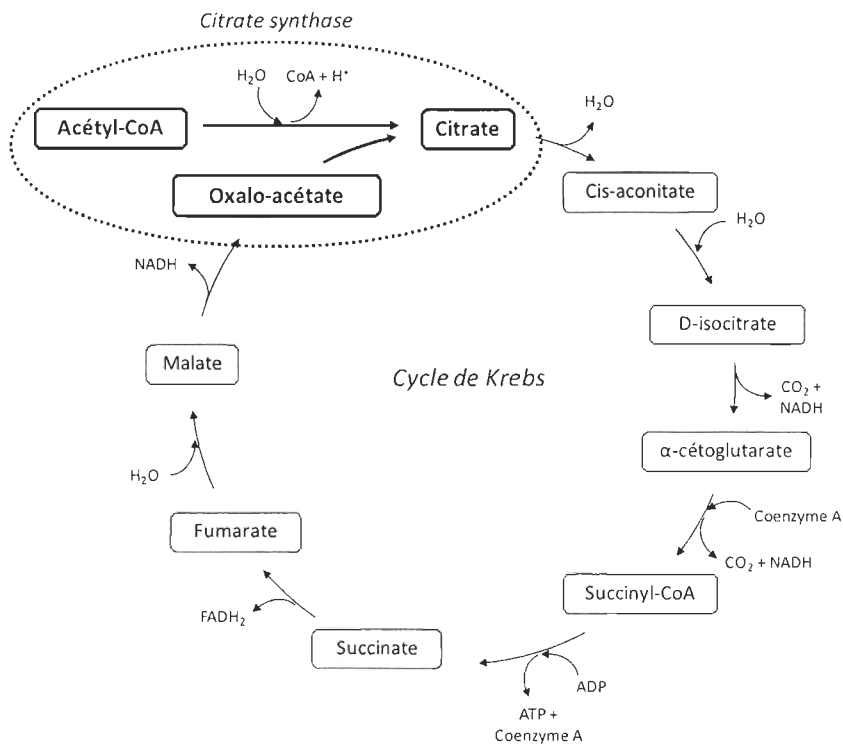 Citrate synthase
H₂O
CoA + H⁺
Acétyl-CoA
Citrate
H₂O
Oxalo-acétate
Cis-aconitate
H₂O
NADH
D-isocitrate
Malate
Cycle de Krebs
CO₂ +
NADH
α-cétoglutarate
H₂O
Coenzyme A
Fumarate
CO₂ + NADH
Succinyl-CoA
FADH₂
Succinate
ADP
ATP +
Coenzyme A